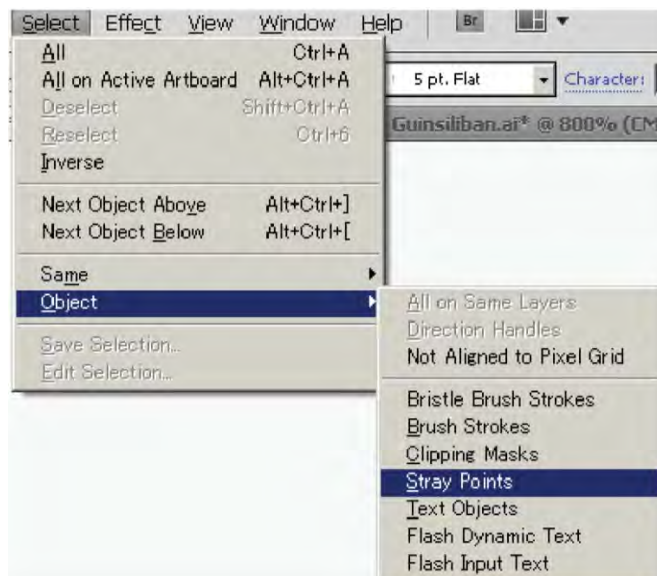 Select Effect View Window Help Br
All Ctrl+A
All on Active Artboard Alt+Ctrl+A
5 pt. Flat Character:
Deselect Shift+Ctrl+A
Guinsiliban.ai* @ 800% (CM
Reselect Ctrl+6
Inverse
Next Object Above Alt+Ctrl+]
Next Object Below Alt+Ctrl+[
Same
Object
All on Same Layers
Direction Handles
Save Selection...
Not Aligned to Pixel Grid
Edit Selection...
Bristle Brush Strokes
Brush Strokes
Clipping Masks
Stray Points
Text Objects
Flash Dynamic Text
Flash Input Text